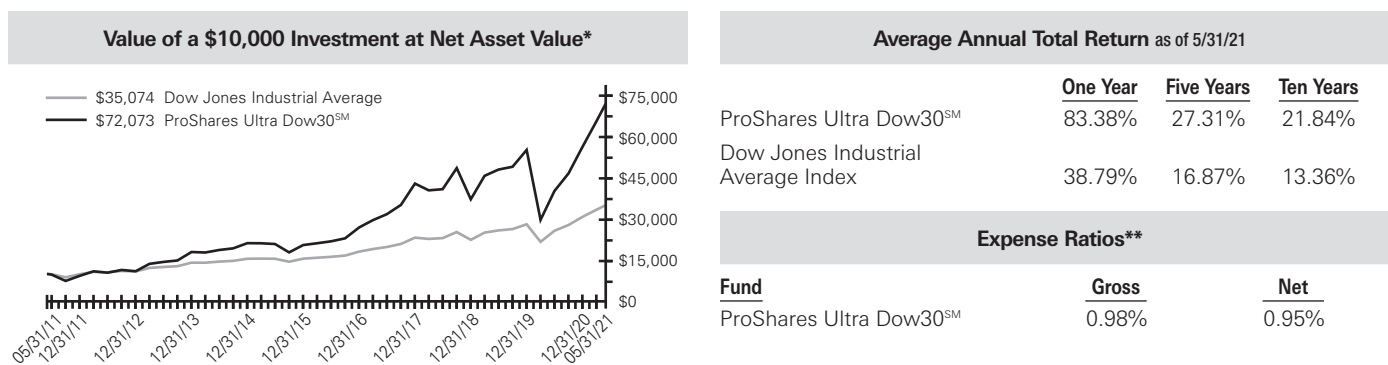 Value of a $10,000 Investment at Net Asset Value*
$35,074 Dow Jones Industrial Average
$72,073 ProShares Ultra Dow30℠
$75,000
$60,000
$45,000
$30,000
$15,000
$0
05/31/11
12/31/11
12/31/12
12/31/13
12/31/14
12/31/15
12/31/16
12/31/17
12/31/18
12/31/19
12/31/20
05/31/21
Average Annual Total Return as of 5/31/21
One Year Five Years Ten Years
ProShares Ultra Dow30℠ 83.38% 27.31% 21.84%
Dow Jones Industrial
Average Index 38.79% 16.87% 13.36%
Expense Ratios**
Fund Gross Net
ProShares Ultra Dow30℠ 0.98% 0.95%